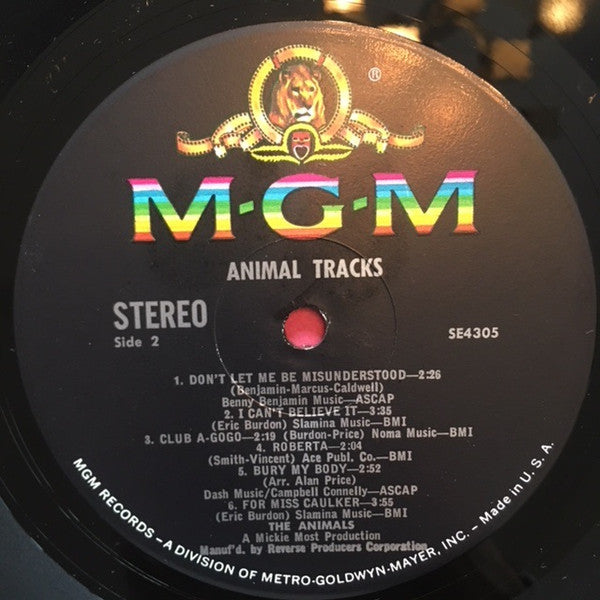 ®
M·G·M
ANIMAL TRACKS
STEREO
Side 2
SE4305
1. DON'T LET ME BE MISUNDERSTOOD—2:26
(Benjamin-Marcus-Caldwell)
Benny Benjamin Music—ASCAP
2. I CAN'T BELIEVE IT—3:35
(Eric Burdon) Slamina Music—BMI
3. CLUB A-GOGO—2:19 (Burdon-Price) Noma Music—BMI
4. ROBERTA—2:04
(Smith-Vincent) Ace Publ. Co.—BMI
5. BURY MY BODY—2:52
(Arr. Alan Price)
Dash Music/Campbell Connelly—ASCAP
6. FOR MISS CAULKER—3:55
(Eric Burdon) Slamina Music—BMI
THE ANIMALS
A Mickie Most Production
Manuf'd. by Reverse Producers Corporation
MGM RECORDS – A DIVISION OF METRO-GOLDWYN-MAYER, INC. – Made in U. S. A.